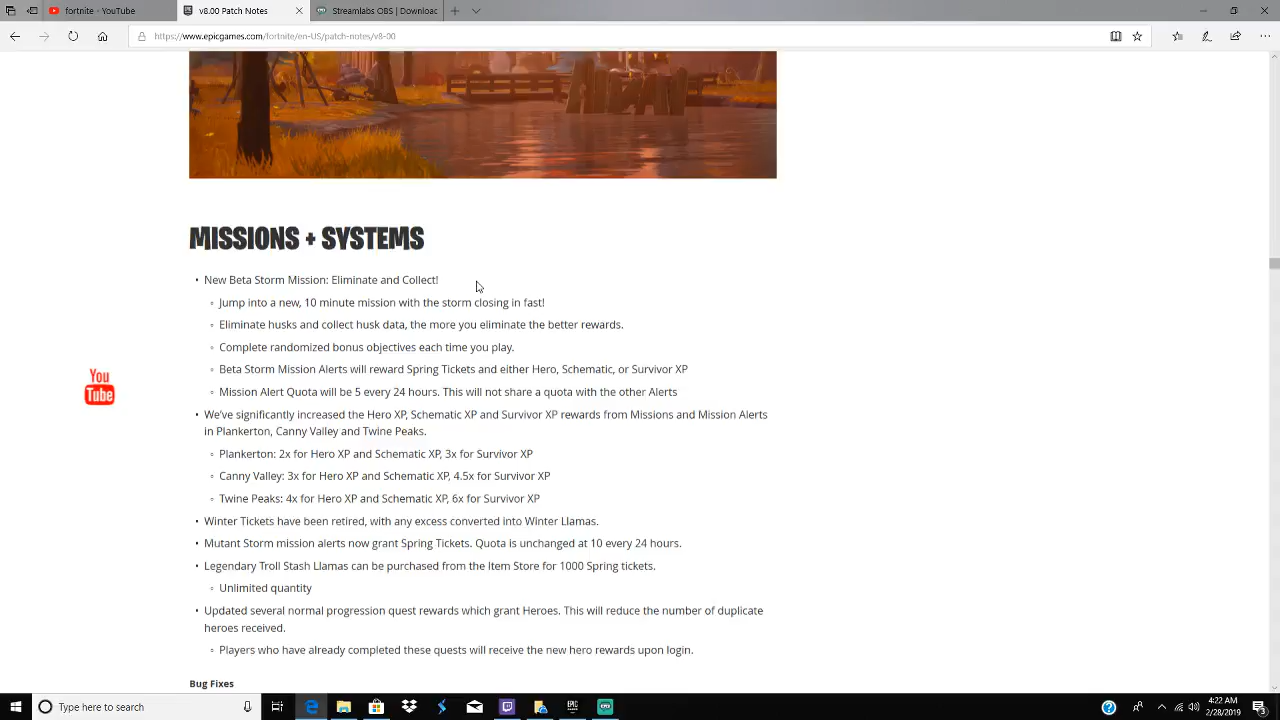 fortnite - YouTube
v8.00 Patch Notes
Streamlabs OBS | Downloac
https://www.epicgames.com/fortnite/en-US/patch-notes/v8-00
MISSIONS + SYSTEMS
• New Beta Storm Mission: Eliminate and Collect!
◦ Jump into a new, 10 minute mission with the storm closing in fast!
◦ Eliminate husks and collect husk data, the more you eliminate the better rewards.
◦ Complete randomized bonus objectives each time you play.
◦ Beta Storm Mission Alerts will reward Spring Tickets and either Hero, Schematic, or Survivor XP
◦ Mission Alert Quota will be 5 every 24 hours. This will not share a quota with the other Alerts
• We've significantly increased the Hero XP, Schematic XP and Survivor XP rewards from Missions and Mission Alerts
in Plankerton, Canny Valley and Twine Peaks.
◦ Plankerton: 2x for Hero XP and Schematic XP, 3x for Survivor XP
◦ Canny Valley: 3x for Hero XP and Schematic XP, 4.5x for Survivor XP
◦ Twine Peaks: 4x for Hero XP and Schematic XP, 6x for Survivor XP
• Winter Tickets have been retired, with any excess converted into Winter Llamas.
• Mutant Storm mission alerts now grant Spring Tickets. Quota is unchanged at 10 every 24 hours.
• Legendary Troll Stash Llamas can be purchased from the Item Store for 1000 Spring tickets.
◦ Unlimited quantity
• Updated several normal progression quest rewards which grant Heroes. This will reduce the number of duplicate
heroes received.
◦ Players who have already completed these quests will receive the new hero rewards upon login.
Bug Fixes
You
Tube
Type here to search
4:22 AM
2/28/2019